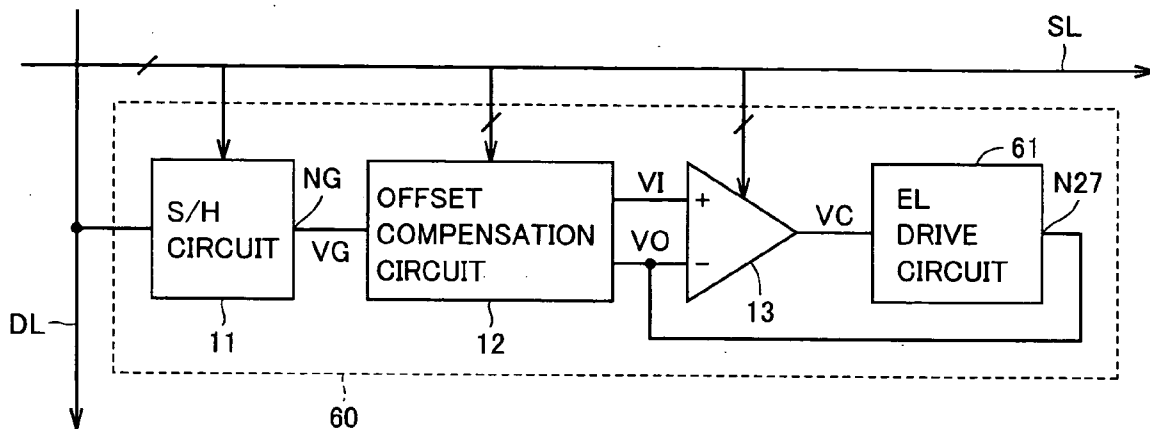 SL
61
NG
VI
N27
S/H
CIRCUIT
OFFSET
COMPENSATION
CIRCUIT
+
EL
DRIVE
CIRCUIT
VC
VG
VO
−
DL
11
12
13
60